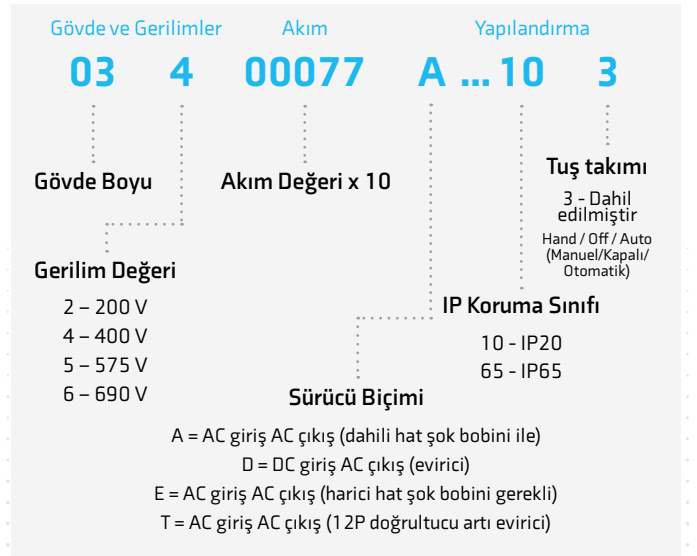 Gövde ve Gerilimler Akım Yapılandırma
03 4 00077 A ... 10 3
Gövde Boyu
Akım Değeri x 10
Tuş takımı
3 - Dahil
edilmiştir
Hand / Off / Auto
(Manuel/Kapalı/
Otomatik)
Gerilim Değeri
2 – 200 V
4 – 400 V
5 – 575 V
6 – 690 V
IP Koruma Sınıfı
10 - IP20
65 - IP65
Sürücü Biçimi
A = AC giriş AC çıkış (dahili hat şok bobini ile)
D = DC giriş AC çıkış (evirici)
E = AC giriş AC çıkış (harici hat şok bobini gerekli)
T = AC giriş AC çıkış (12P doğrultucu artı evirici)